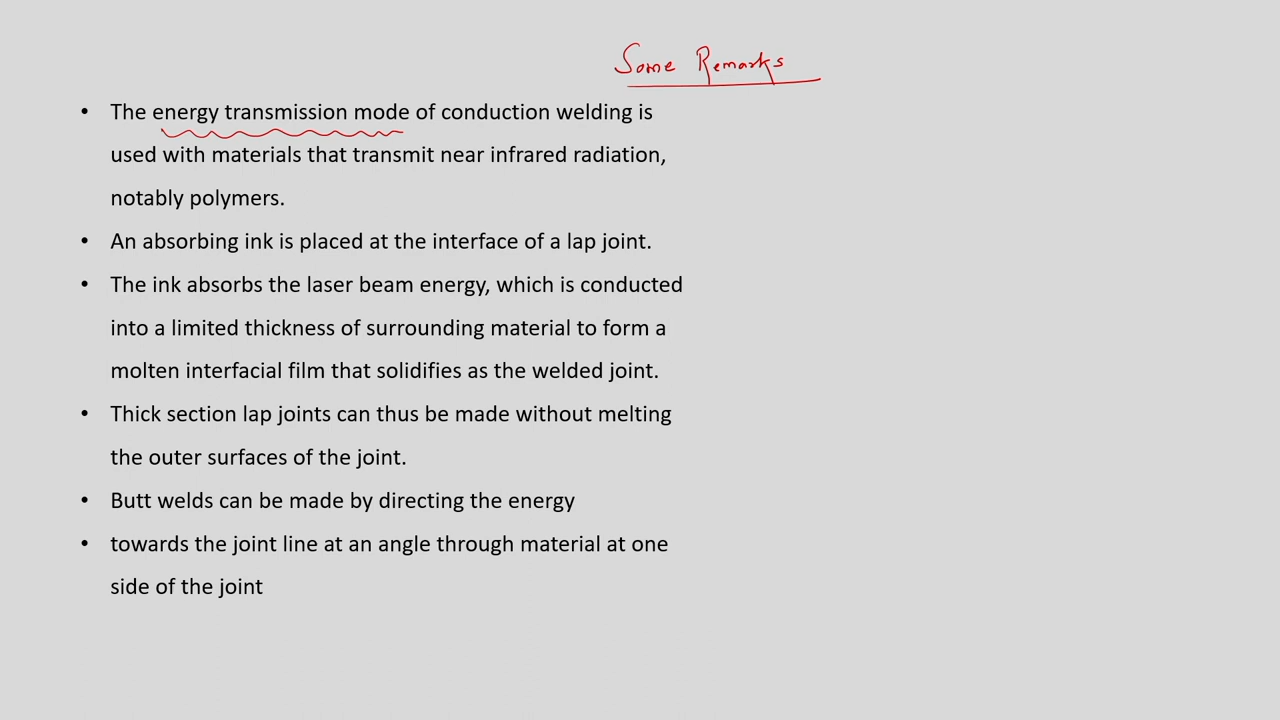 Some Remarks
• The energy transmission mode of conduction welding is
used with materials that transmit near infrared radiation,
notably polymers.
• An absorbing ink is placed at the interface of a lap joint.
• The ink absorbs the laser beam energy, which is conducted
into a limited thickness of surrounding material to form a
molten interfacial film that solidifies as the welded joint.
• Thick section lap joints can thus be made without melting
the outer surfaces of the joint.
• Butt welds can be made by directing the energy
• towards the joint line at an angle through material at one
side of the joint